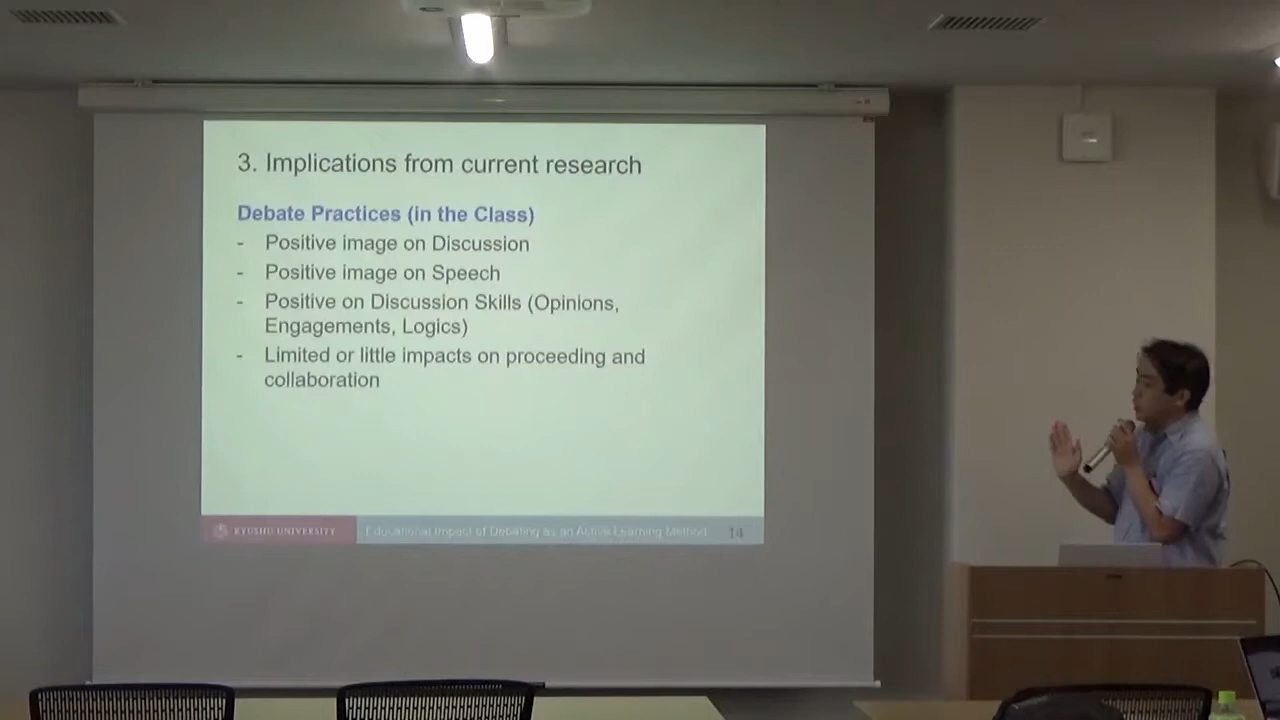 3. Implications from current research
Debate Practices (in the Class)
- Positive image on Discussion
- Positive image on Speech
- Positive on Discussion Skills (Opinions,
Engagements, Logics)
- Limited or little impacts on proceeding and
collaboration
KYUSHU UNIVERSITY
Educational Impact of Debating as an Active Learning Method
14